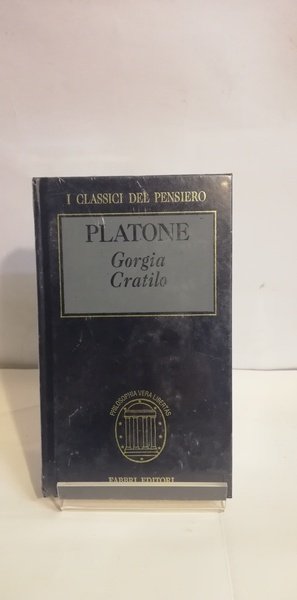 I CLASSICI DEL PENSIERO
PLATONE
Gorgia
Cratilo
PHILOSOPHIA VERA LIBERTAS
FABBRI EDITORI